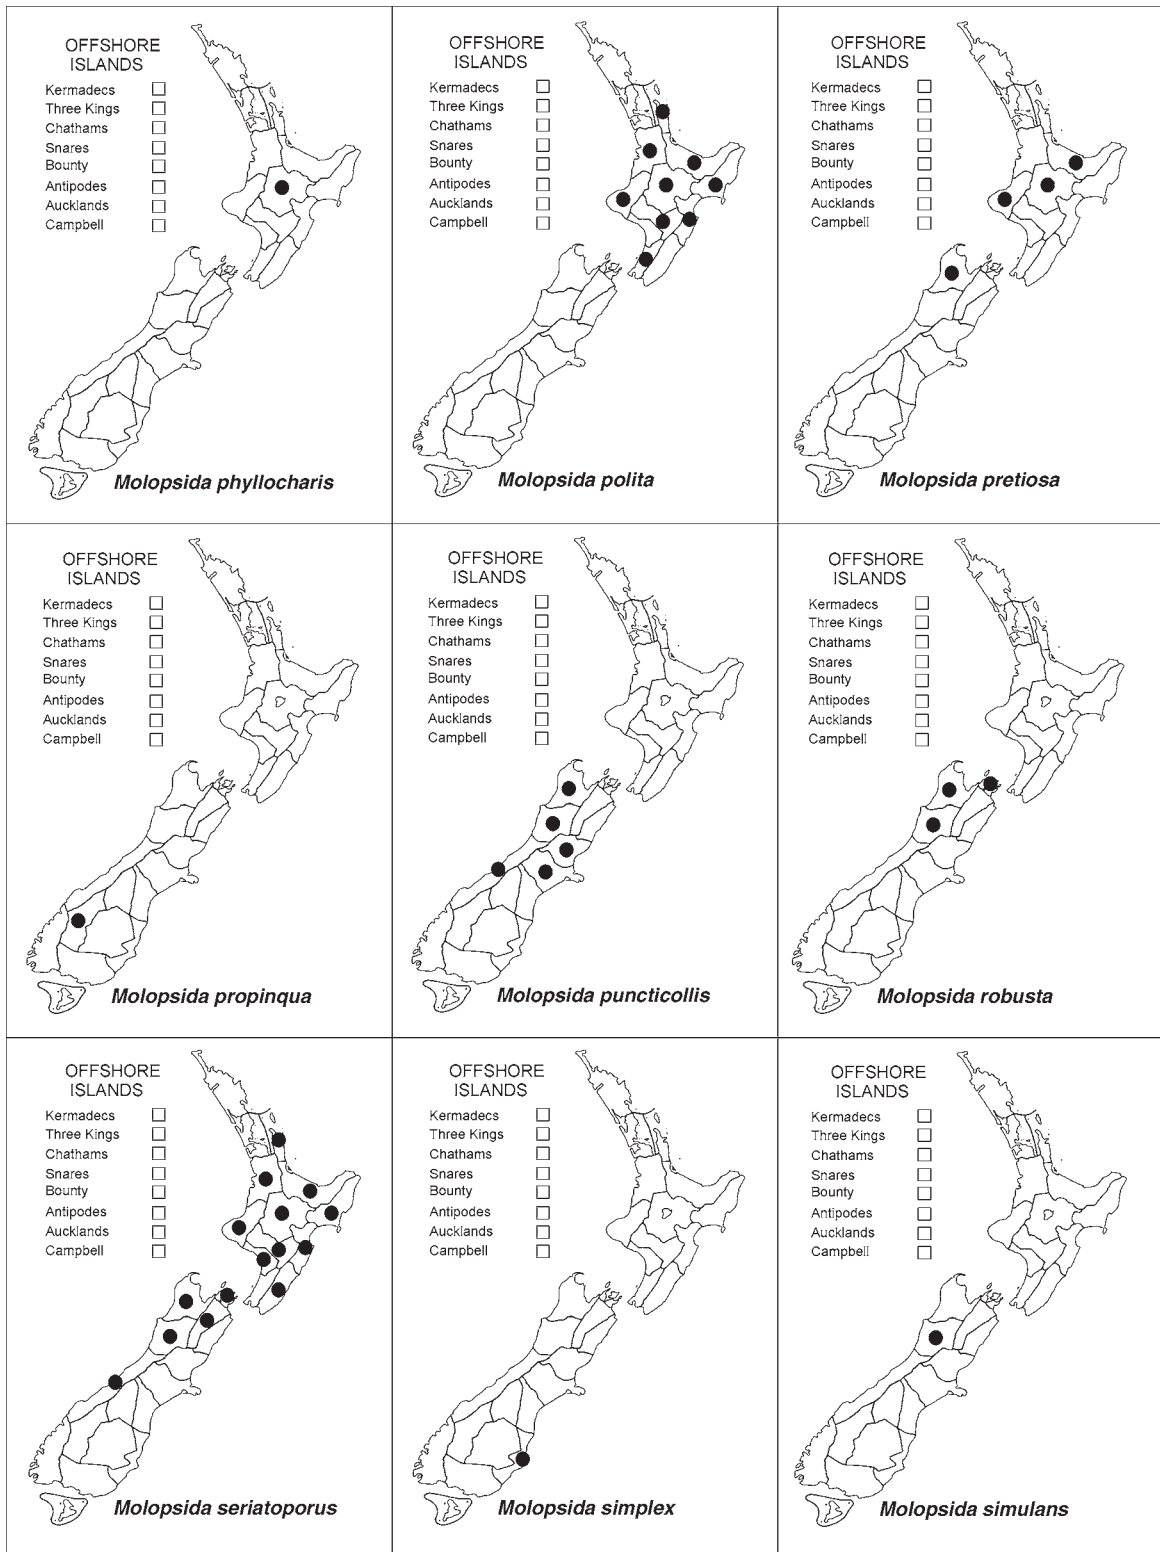 OFFSHORE
ISLANDS
Kermadecs
Three Kings
Chathams
Snares
Bounty
Antipodes
Aucklands
Campbell
Molopsida phyllocharis
OFFSHORE
ISLANDS
Kermadecs
Three Kings
Chathams
Snares
Bounty
Antipodes
Aucklands
Campbell
Molopsida polita
OFFSHORE
ISLANDS
Kermadecs
Three Kings
Chathams
Snares
Bounty
Antipodes
Aucklands
Campbell
Molopsida pretiosa
OFFSHORE
ISLANDS
Kermadecs
Three Kings
Chathams
Snares
Bounty
Antipodes
Aucklands
Campbell
Molopsida propinqua
OFFSHORE
ISLANDS
Kermadecs
Three Kings
Chathams
Snares
Bounty
Antipodes
Aucklands
Campbell
Molopsida puncticollis
OFFSHORE
ISLANDS
Kermadecs
Three Kings
Chathams
Snares
Bounty
Antipodes
Aucklands
Campbell
Molopsida robusta
OFFSHORE
ISLANDS
Kermadecs
Three Kings
Chathams
Snares
Bounty
Antipodes
Aucklands
Campbell
Molopsida seriatoporus
OFFSHORE
ISLANDS
Kermadecs
Three Kings
Chathams
Snares
Bounty
Antipodes
Aucklands
Campbell
Molopsida simplex
OFFSHORE
ISLANDS
Kermadecs
Three Kings
Chathams
Snares
Bounty
Antipodes
Aucklands
Campbell
Molopsida simulans